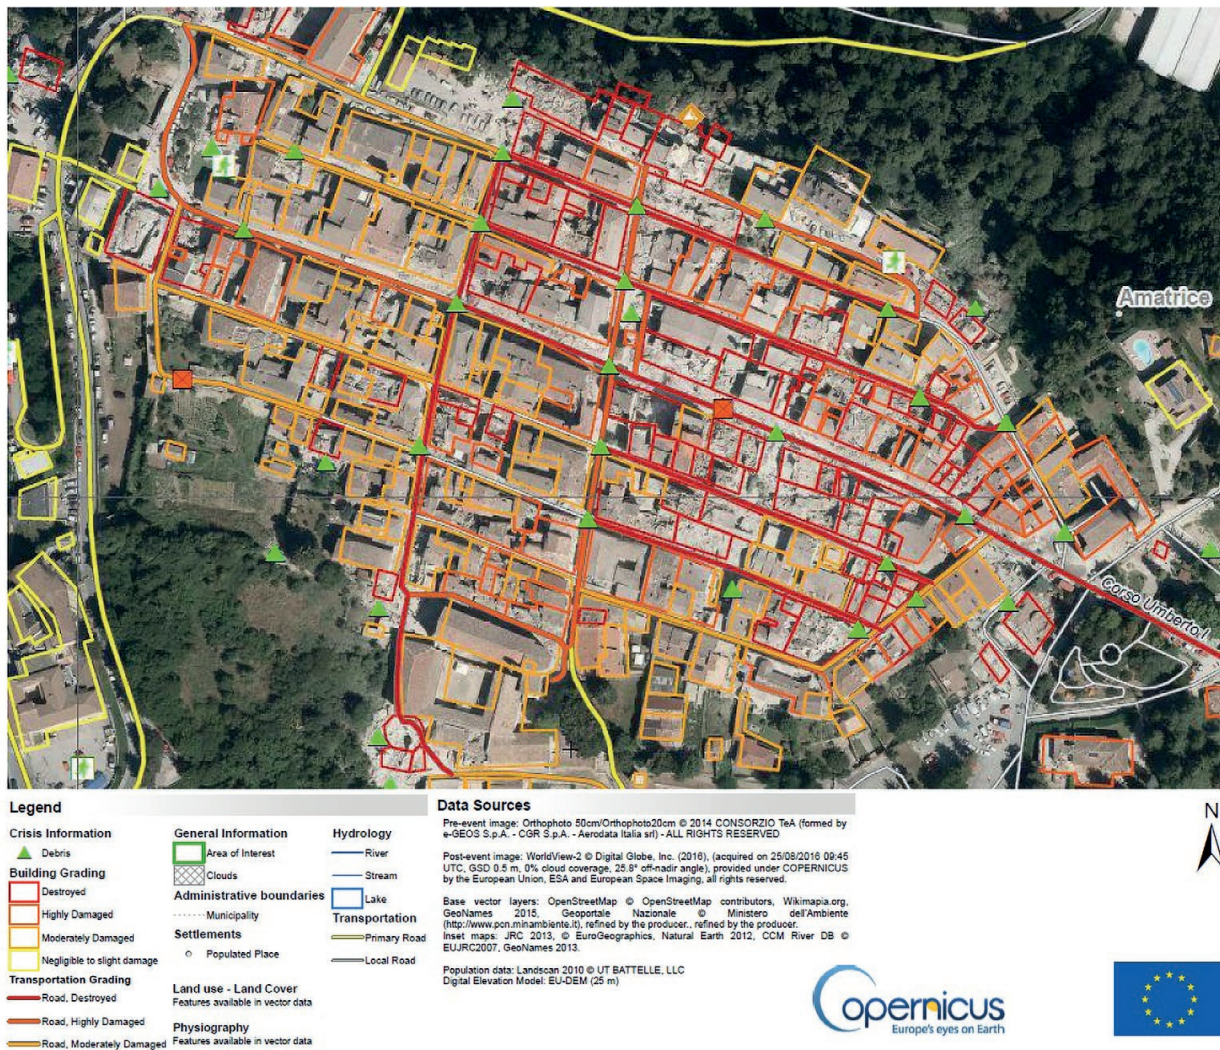 Amatrice
Corso Umberto I
Legend
Crisis Information
Debris
Building Grading
Destroyed
Highly Damaged
Moderately Damaged
Negligible to slight damage
Transportation Grading
Road, Destroyed
Road, Highly Damaged
Road, Moderately Damaged
General Information
Area of Interest
Clouds
Administrative boundaries
Municipality
Settlements
Populated Place
Land use - Land Cover
Features available in vector data
Physiography
Features available in vector data
Hydrology
River
Stream
Lake
Transportation
Primary Road
Local Road
Data Sources
Pre-event image: Orthophoto 50cm/Orthophoto20cm © 2014 CONSORZIO TeA (formed by
e-GEOS S.p.A. - CGR S.p.A. - Aerodata Italia srl) - ALL RIGHTS RESERVED
Post-event image: WorldView-2 © Digital Globe, Inc. (2016), (acquired on 25/08/2016 09:45
UTC, GSD 0.5 m, 0% cloud coverage, 25.8° off-nadir angle), provided under COPERNICUS
by the European Union, ESA and European Space Imaging, all rights reserved.
Base vector layers: OpenStreetMap © OpenStreetMap contributors, Wikimapia.org,
GeoNames 2015, Geoportale Nazionale © Ministero dell'Ambiente
(http://www.pcn.minambiente.it), refined by the producer., refined by the producer.
Inset maps: JRC 2013, © EuroGeographics, Natural Earth 2012, CCM River DB ©
EUJRC2007, GeoNames 2013.
Population data: Landscan 2010 © UT BATTELLE, LLC
Digital Elevation Model: EU-DEM (25 m)
N
Copernicus
Europe's eyes on Earth